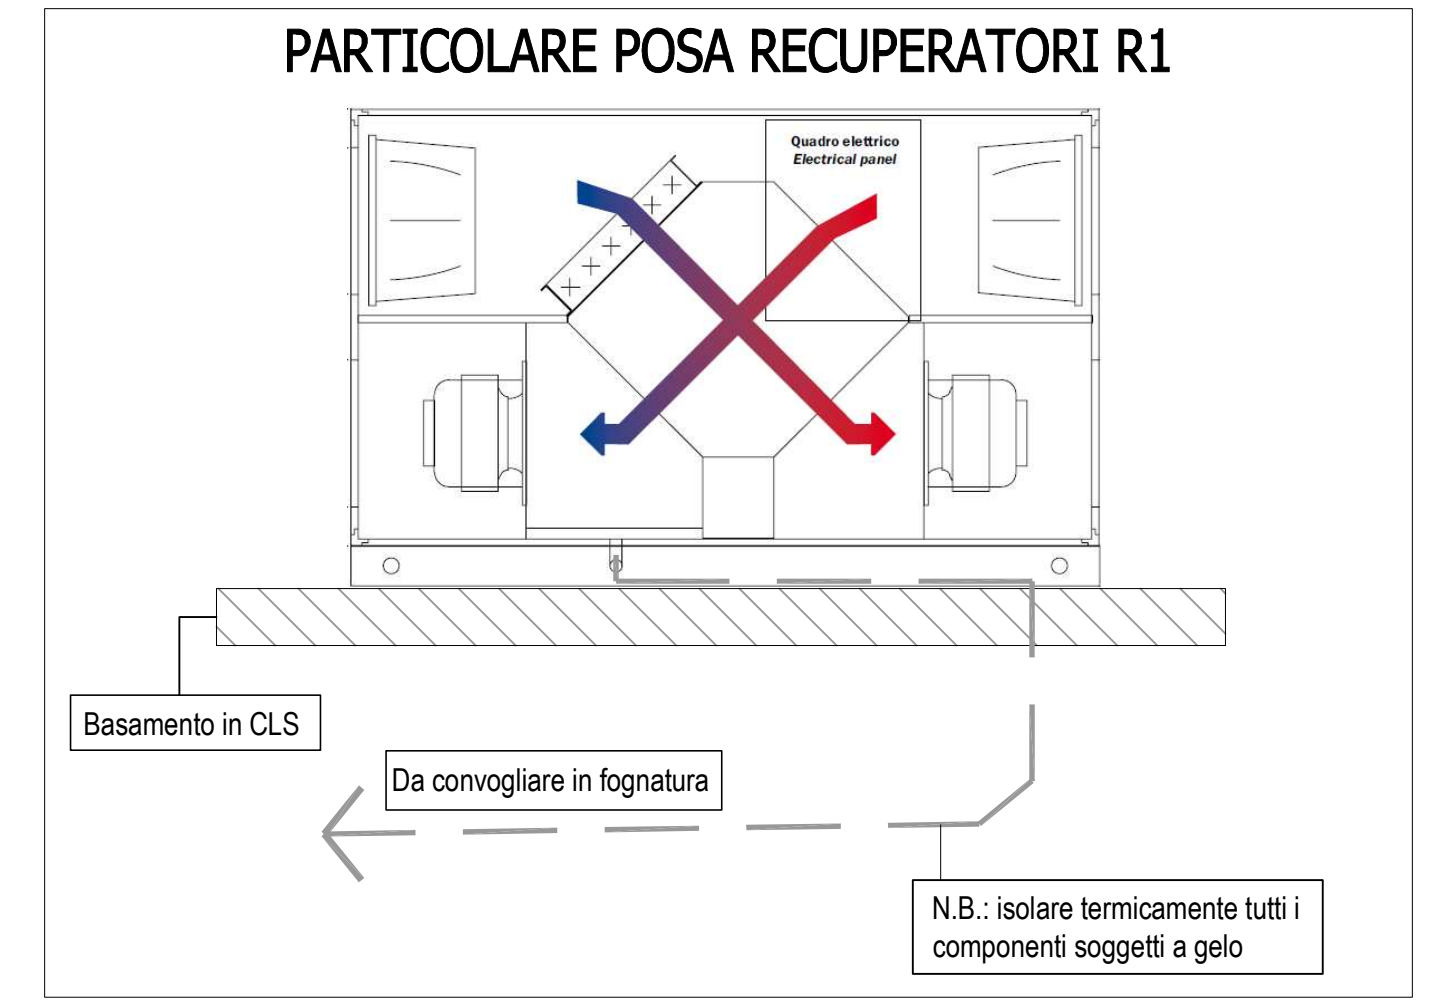 PARTICOLARE POSA RECUPERATORI R1
Quadro elettrico
Electrical panel
Basamento in CLS
Da convogliare in fognatura
N.B.: isolare termicamente tutti i
componenti soggetti a gelo